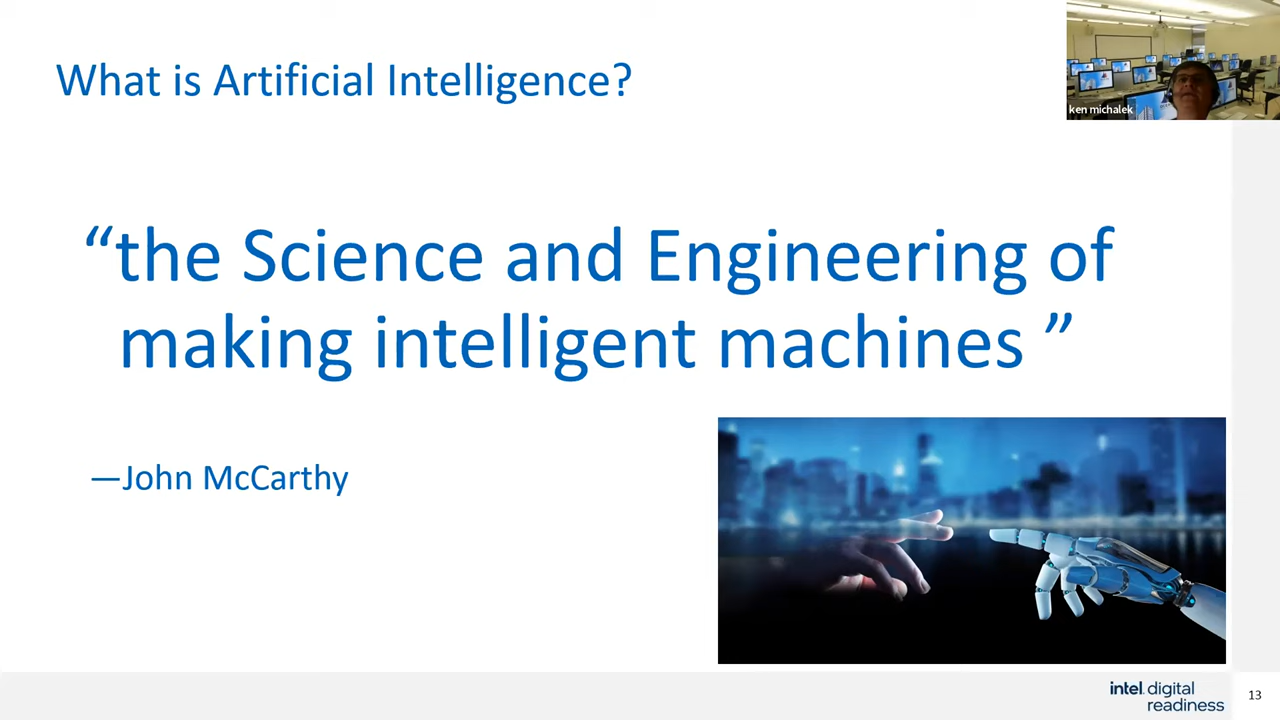 What is Artificial Intelligence?
ken michalek
“the Science and Engineering of
making intelligent machines ”
—John McCarthy
intel. digital
readiness
13